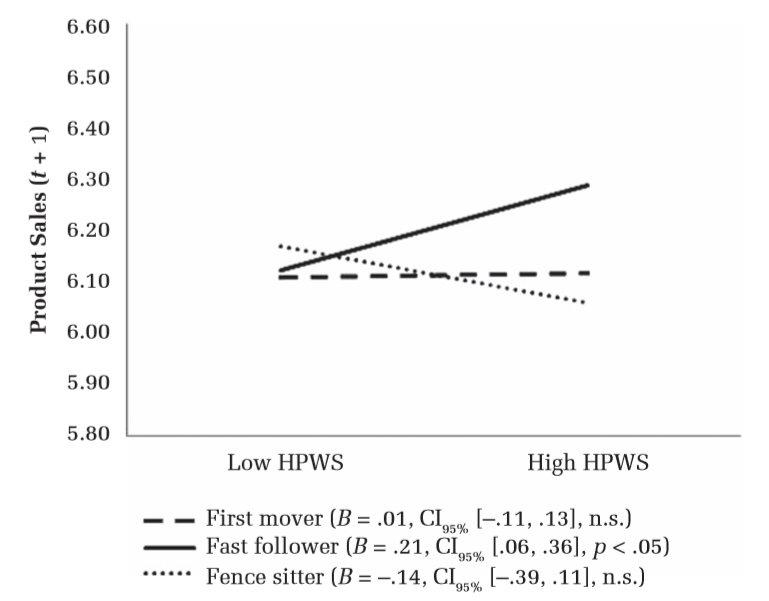 6.60
6.50
6.40
6.30
6.20
6.10
6.00
5.90
5.80
Product Sales (t + 1)
Low HPWS High HPWS
First mover (B = .01, CI95% [–.11, .13], n.s.)
Fast follower (B = .21, CI95% [.06, .36], p < .05)
Fence sitter (B = –.14, CI95% [–.39, .11], n.s.)